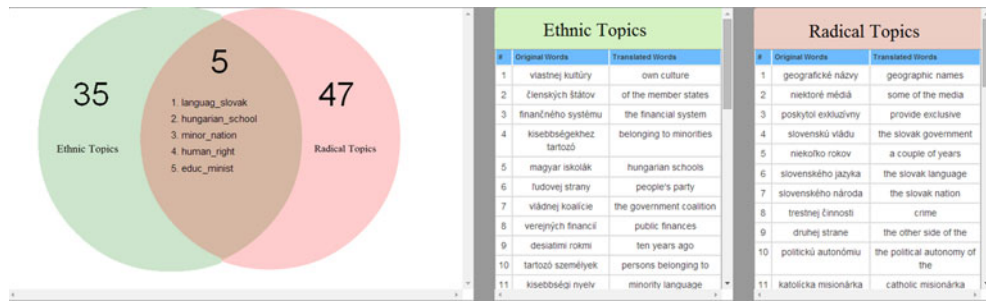 35
Ethnic Topics
5
1. languag_slovak
2. hungarian_school
3. minor_nation
4. human_right
5. educ_minist
47
Radical Topics
Ethnic Topics
# Original Words Translated Words
1 vlastnej kultúry own culture
2 členských štátov of the member states
3 finančného systému the financial system
4 kisebbségekhez tartozó belonging to minorities
5 magyar iskolák hungarian schools
6 ľudovej strany people's party
7 vládnej koalície the government coalition
8 verejných financií public finances
9 desiatimi rokmi ten years ago
10 tartozó személyek persons belonging to
11 kisebbségi nyelv minority language
Radical Topics
# Original Words Translated Words
1 geografické názvy geographic names
2 niektoré médiá some of the media
3 poskytol exkluzívny provide exclusive
4 slovenskú vládu the slovak government
5 niekoľko rokov a couple of years
6 slovenského jazyka the slovak language
7 slovenského národa the slovak nation
8 trestnej činnosti crime
9 druhej strane the other side of the
10 politickú autonómiu the political autonomy of the
11 katolícka misionárka catholic misionárka